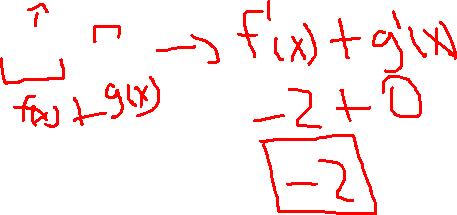 f(x) + g(x) → f'(x) + g'(x)
-2 + 0
-2